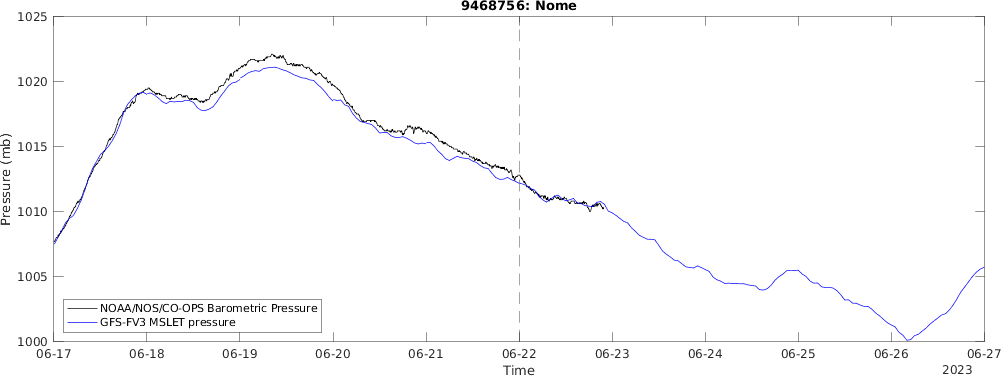 9468756: Nome
Pressure (mb)
1025
1020
1015
1010
1005
1000
NOAA/NOS/CO-OPS Barometric Pressure
GFS-FV3 MSLET pressure
06-17 06-18 06-19 06-20 06-21 06-22 06-23 06-24 06-25 06-26 06-27
Time
2023